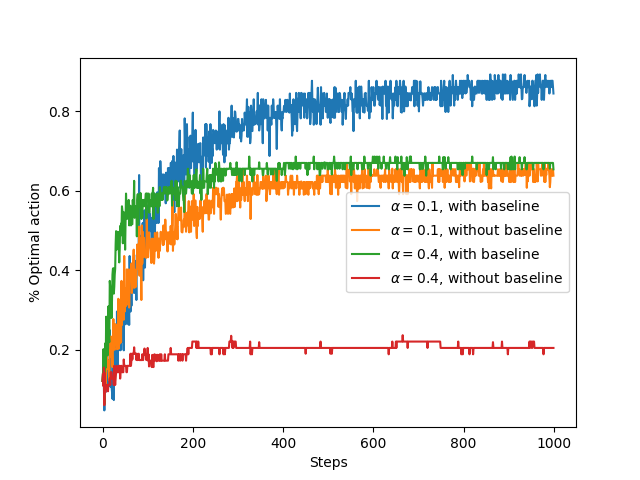 % Optimal action
0.8
0.6
0.4
0.2
α = 0.1, with baseline
α = 0.1, without baseline
α = 0.4, with baseline
α = 0.4, without baseline
0 200 400 600 800 1000
Steps